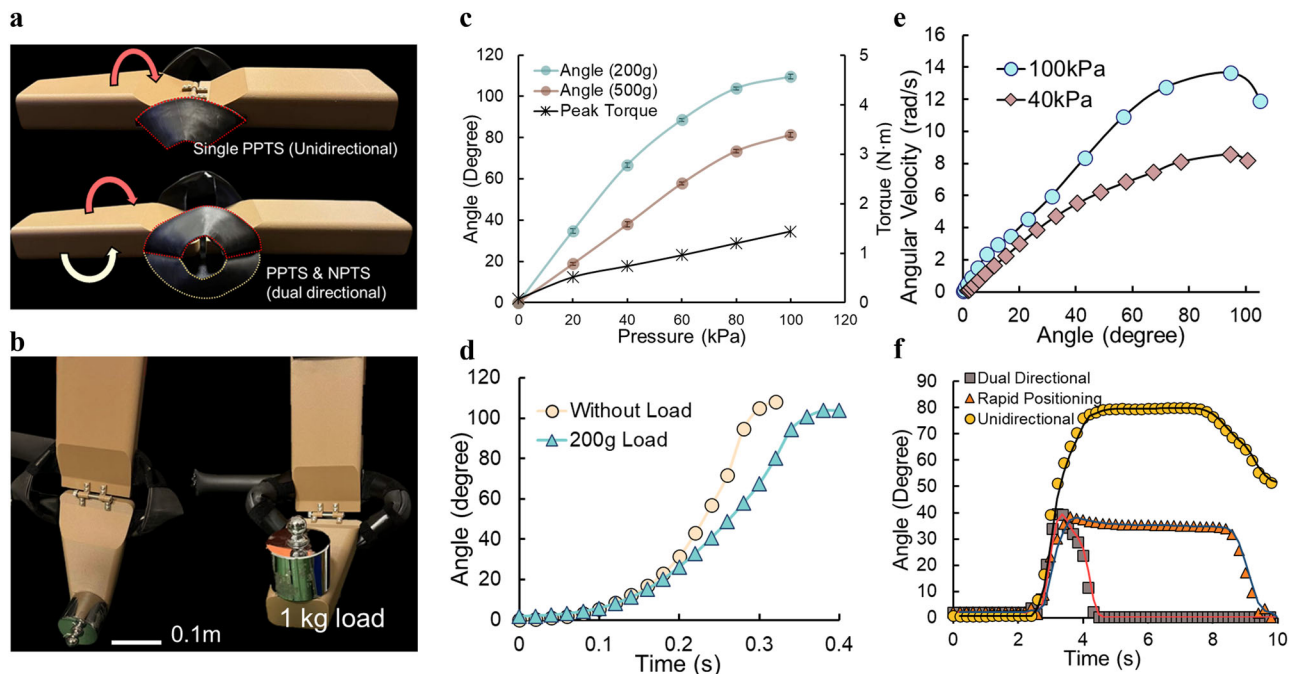 a
Single PPTS (Unidirectional)
PPTS & NPTS
(dual directional)
b
0.1m
1 kg load
c
Angle (200g)
Angle (500g)
Peak Torque
Angle (Degree)
120
100
80
60
40
20
0
0 20 40 60 80 100 120
Pressure (kPa)
5
4
3
2
1
0
Torque (N·m)
d
Without Load
200g Load
Angle (degree)
120
100
80
60
40
20
0
0 0.1 0.2 0.3 0.4
Time (s)
e
100kPa
40kPa
Angular Velocity (rad/s)
16
14
12
10
8
6
4
2
0
0 20 40 60 80 100
Angle (degree)
f
Dual Directional
Rapid Positioning
Unidirectional
Angle (Degree)
90
80
70
60
50
40
30
20
10
0
0 2 4 6 8 10
Time (s)